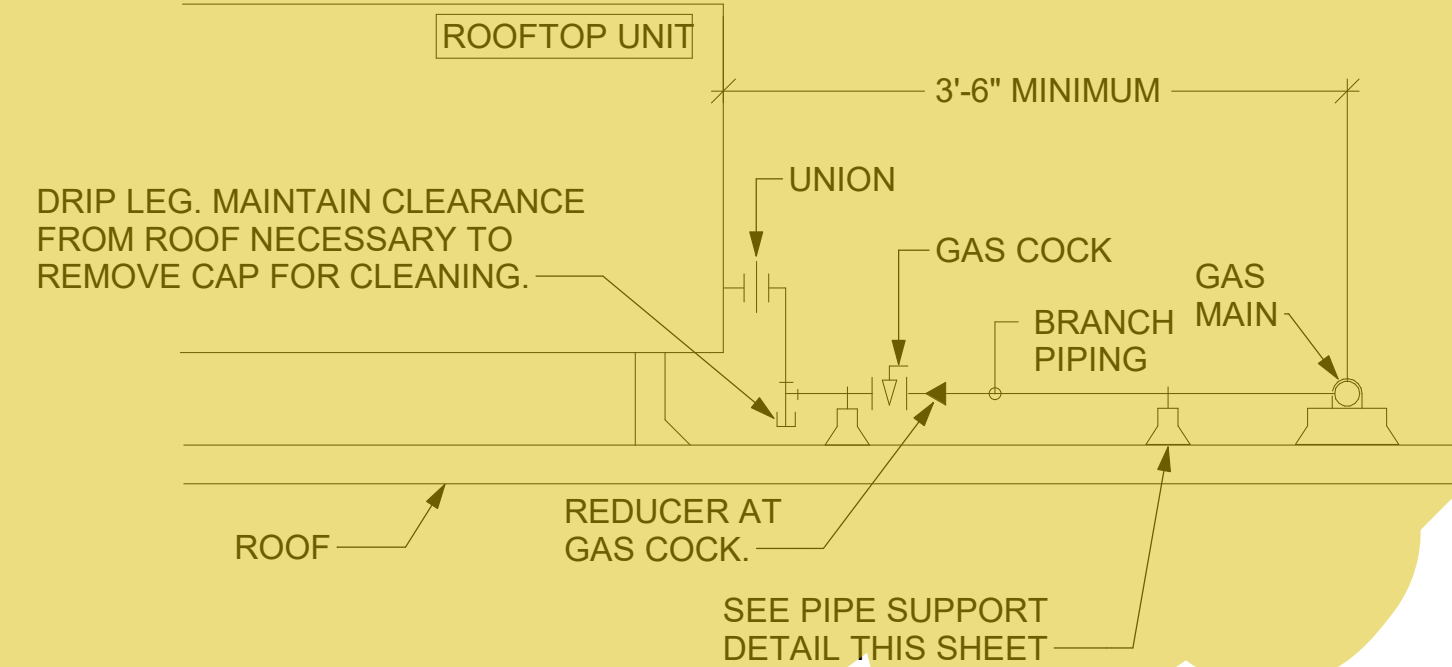 ROOFTOP UNIT
3'-6" MINIMUM
UNION
DRIP LEG. MAINTAIN CLEARANCE
FROM ROOF NECESSARY TO
REMOVE CAP FOR CLEANING.
GAS COCK
GAS
MAIN
BRANCH
PIPING
REDUCER AT
GAS COCK.
ROOF
SEE PIPE SUPPORT
DETAIL THIS SHEET